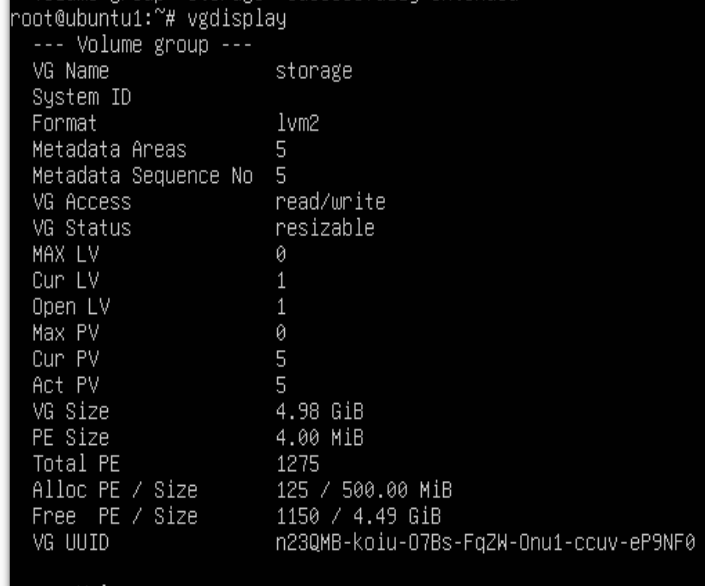 root@ubuntu1:~# vgdisplay
--- Volume group ---
VG Name storage
System ID
Format lvm2
Metadata Areas 5
Metadata Sequence No 5
VG Access read/write
VG Status resizable
MAX LV 0
Cur LV 1
Open LV 1
Max PV 0
Cur PV 5
Act PV 5
VG Size 4.98 GiB
PE Size 4.00 MiB
Total PE 1275
Alloc PE / Size 125 / 500.00 MiB
Free PE / Size 1150 / 4.49 GiB
VG UUID n23QMB-koiu-O7Bs-FqZW-Onu1-ccuv-eP9NF0